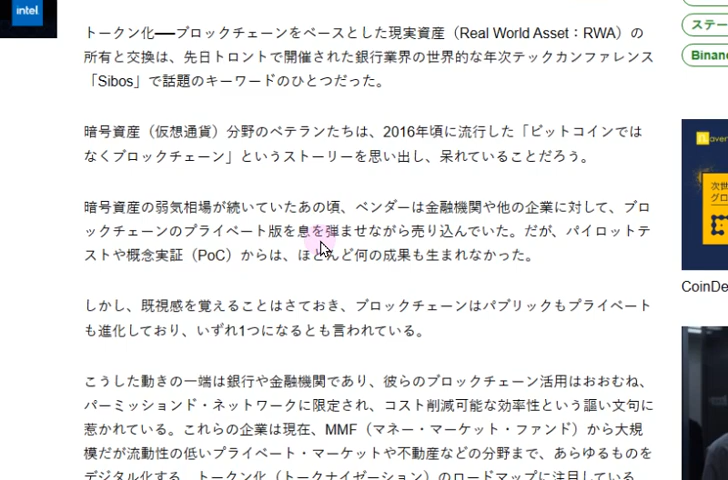 intel
トークン化──ブロックチェーンをベースとした現実資産（Real World Asset：RWA）の
所有と交換は、先日トロントで開催された銀行業界の世界的な年次テックカンファレンス
「Sibos」で話題のキーワードのひとつだった。
暗号資産（仮想通貨）分野のベテランたちは、2016年頃に流行した「ビットコインでは
なくブロックチェーン」というストーリーを思い出し、呆れていることだろう。
暗号資産の弱気相場が続いていたあの頃、ベンダーは金融機関や他の企業に対して、ブロ
ックチェーンのプライベート版を息を弾ませながら売り込んでいた。だが、パイロットテ
ストや概念実証（PoC）からは、ほとんど何の成果も生まれなかった。
しかし、既視感を覚えることはさておき、ブロックチェーンはパブリックもプライベート
も進化しており、いずれ1つになるとも言われている。
こうした動きの一端は銀行や金融機関であり、彼らのブロックチェーン活用はおおむね、
パーミッションド・ネットワークに限定され、コスト削減可能な効率性という謳い文句に
惹かれている。これらの企業は現在、MMF（マネー・マーケット・ファンド）から大規
模だが流動性の低いプライベート・マーケットや不動産などの分野まで、あらゆるものを
デジタル化する、トークン化（トークナイゼーション）のロードマップに注目している
ステー
Binan
次世
グロ
CoinDe